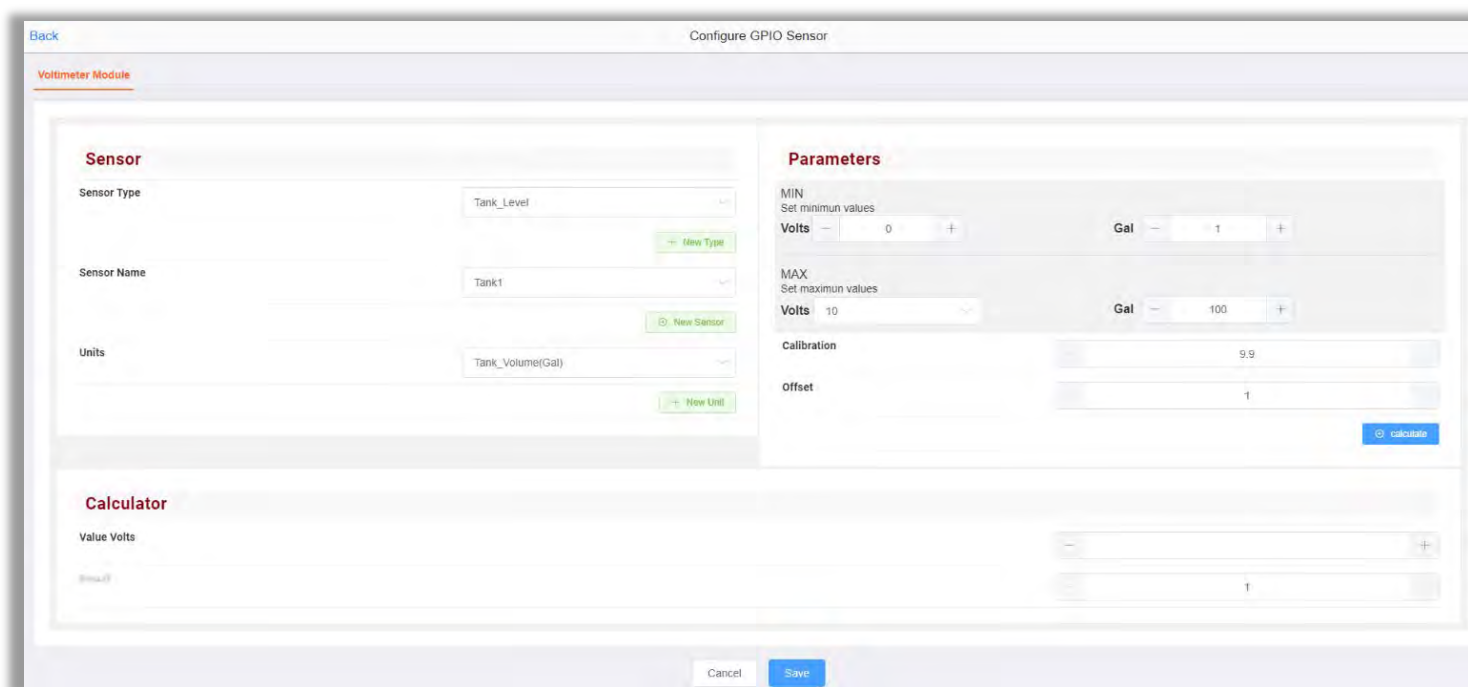 Back
Configure GPIO Sensor
Voltimeter Module
Sensor
Sensor Type
Tank_Level
+ New Type
Sensor Name
Tank1
New Sensor
Units
Tank_Volume(Gal)
+ New Unit
Parameters
MIN
Set minimun values
Volts − 0 + Gal − 1 +
MAX
Set maximun values
Volts 10 Gal − 100 +
Calibration
9.9
Offset
1
calculate
Calculator
Value Volts
− +
Result
1
Cancel
Save